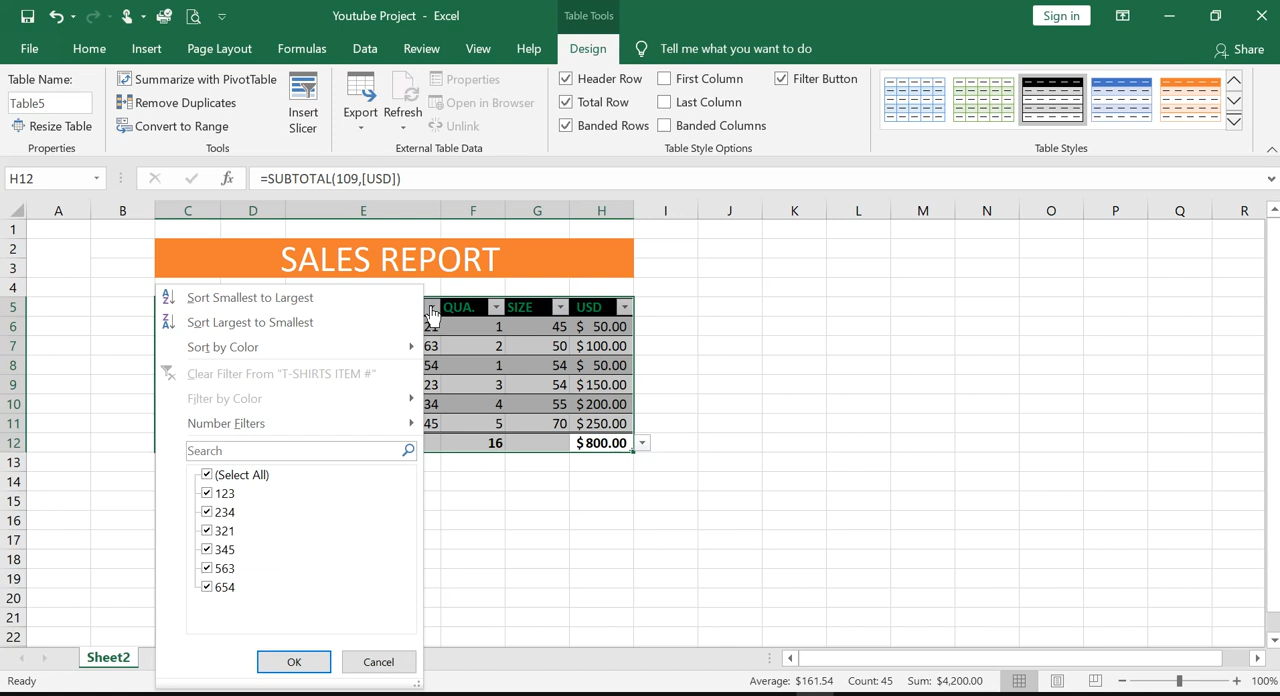 Youtube Project - Excel
Table Tools
Sign in
File Home Insert Page Layout Formulas Data Review View Help Design Tell me what you want to do Share
Table Name:
Table5
Resize Table
Properties
Summarize with PivotTable
Remove Duplicates
Convert to Range
Tools
Insert
Slicer
Export
Refresh
Properties
Open in Browser
Unlink
External Table Data
Header Row First Column Filter Button
Total Row Last Column
Banded Rows Banded Columns
Table Style Options
Table Styles
H12 fx =SUBTOTAL(109,[USD])
A B C D E F G H I J K L M N O P Q R
1
2
3
SALES REPORT
4
5 QUA. SIZE USD
6 21 1 45 $ 50.00
7 63 2 50 $ 100.00
8 54 1 54 $ 50.00
9 23 3 54 $ 150.00
10 34 4 55 $ 200.00
11 45 5 70 $ 250.00
12 16 $ 800.00
13
14
15
16
17
18
19
20
21
22
Sort Smallest to Largest
Sort Largest to Smallest
Sort by Color
Clear Filter From "T-SHIRTS ITEM #"
Filter by Color
Number Filters
Search
(Select All)
123
234
321
345
563
654
OK Cancel
Sheet2
Ready Average: $161.54 Count: 45 Sum: $4,200.00 100%